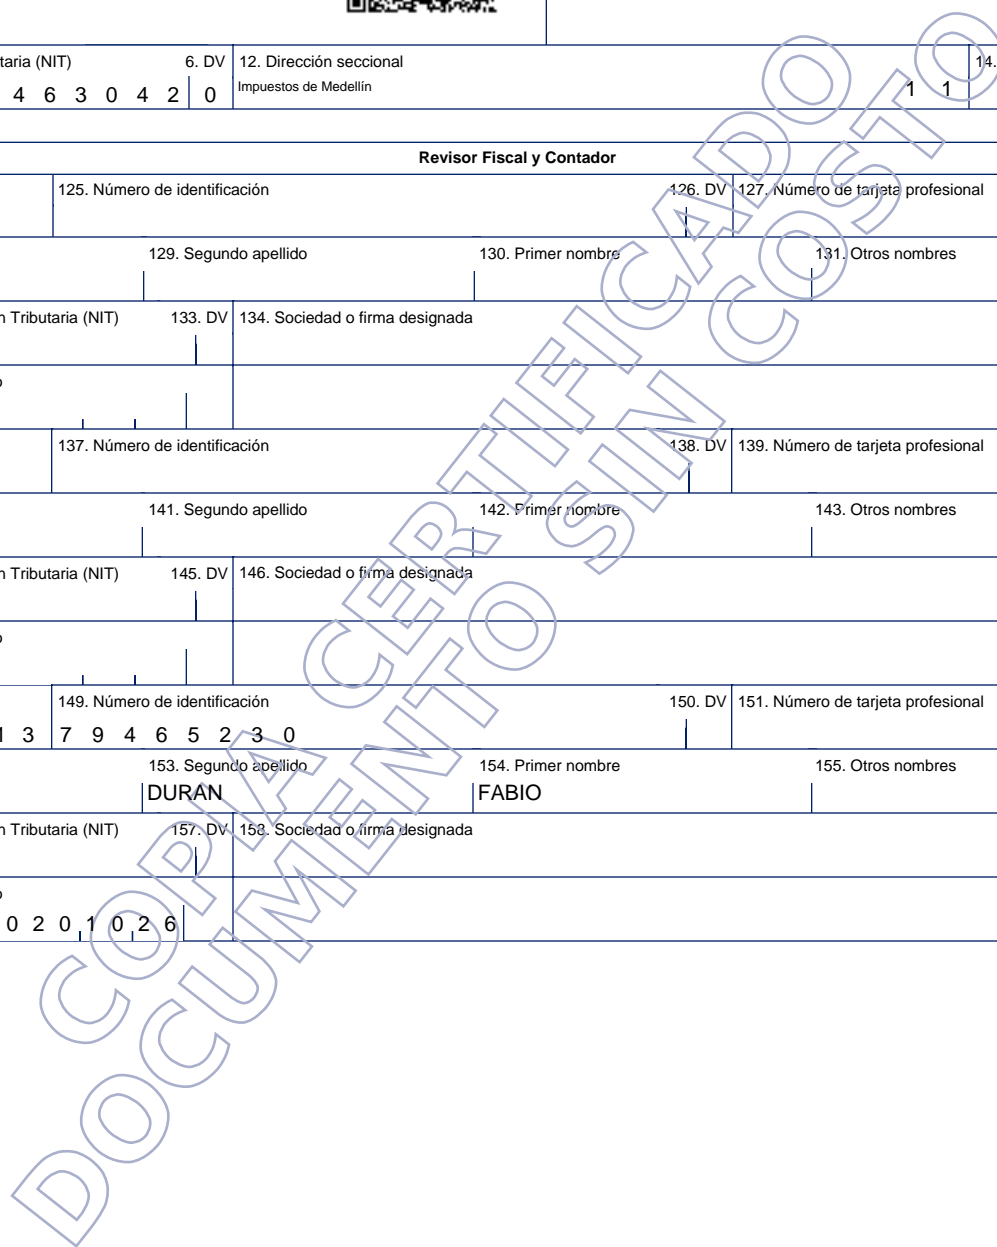 taria (NIT) 6. DV 12. Dirección seccional 14.
4 6 3 0 4 2 0 Impuestos de Medellín 1 1
Revisor Fiscal y Contador
125. Número de identificación 126. DV 127. Número de tarjeta profesional
129. Segundo apellido 130. Primer nombre 131. Otros nombres
n Tributaria (NIT) 133. DV 134. Sociedad o firma designada
o
137. Número de identificación 138. DV 139. Número de tarjeta profesional
141. Segundo apellido 142. Primer nombre 143. Otros nombres
n Tributaria (NIT) 145. DV 146. Sociedad o firma designada
o
149. Número de identificación 150. DV 151. Número de tarjeta profesional
1 3 7 9 4 6 5 2 3 0
153. Segundo apellido 154. Primer nombre 155. Otros nombres
DURAN FABIO
n Tributaria (NIT) 157. DV 158. Sociedad o firma designada
o
0 2 0 1 0 2 6
COPIA CERTIFICADO
DOCUMENTO SIN COSTO